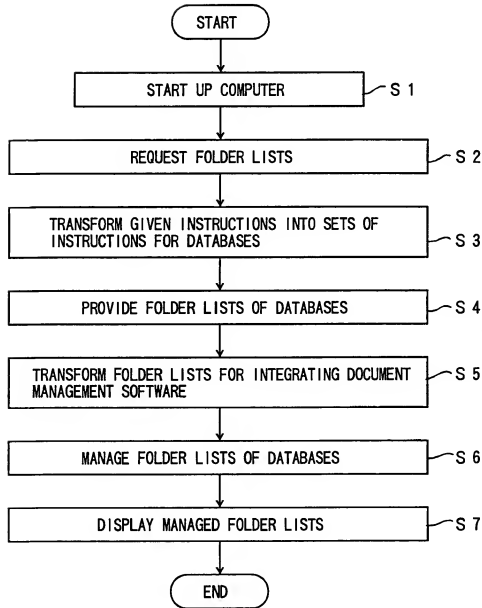 START
START UP COMPUTER
S 1
REQUEST FOLDER LISTS
S 2
TRANSFORM GIVEN INSTRUCTIONS INTO SETS OF
INSTRUCTIONS FOR DATABASES
S 3
PROVIDE FOLDER LISTS OF DATABASES
S 4
TRANSFORM FOLDER LISTS FOR INTEGRATING DOCUMENT
MANAGEMENT SOFTWARE
S 5
MANAGE FOLDER LISTS OF DATABASES
S 6
DISPLAY MANAGED FOLDER LISTS
S 7
END